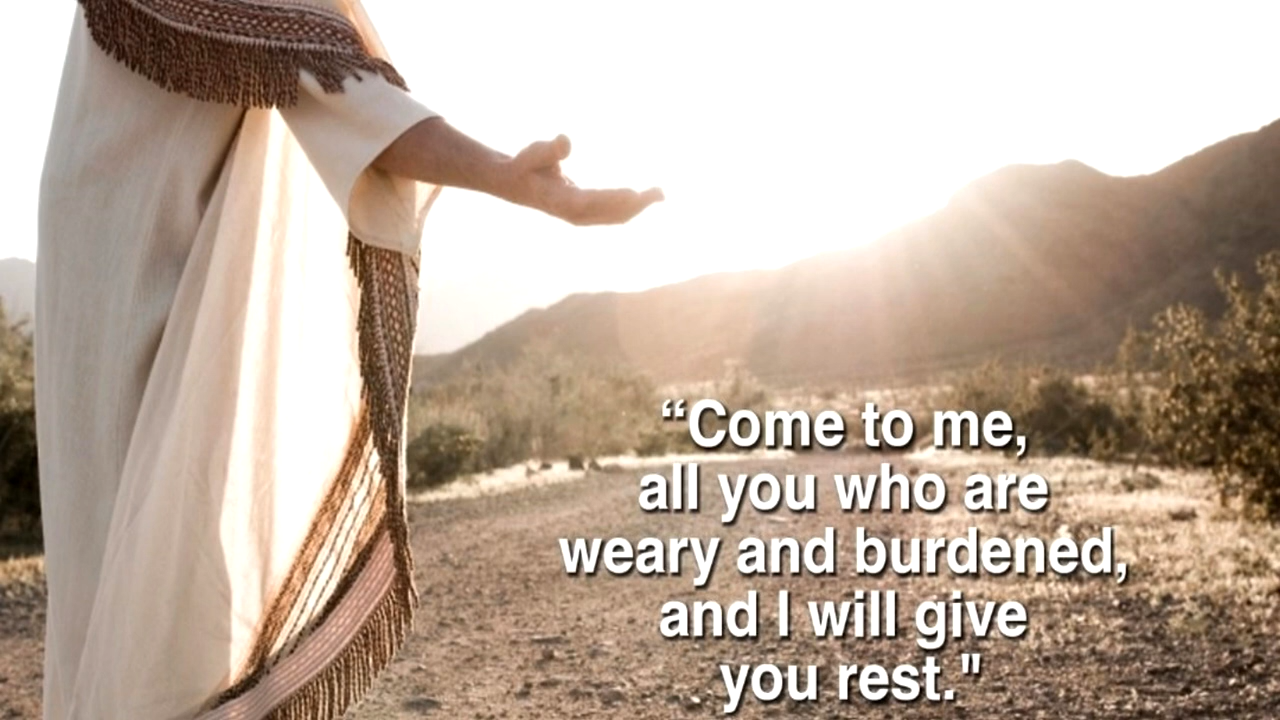 “Come to me,
all you who are
weary and burdened,
and I will give
you rest."